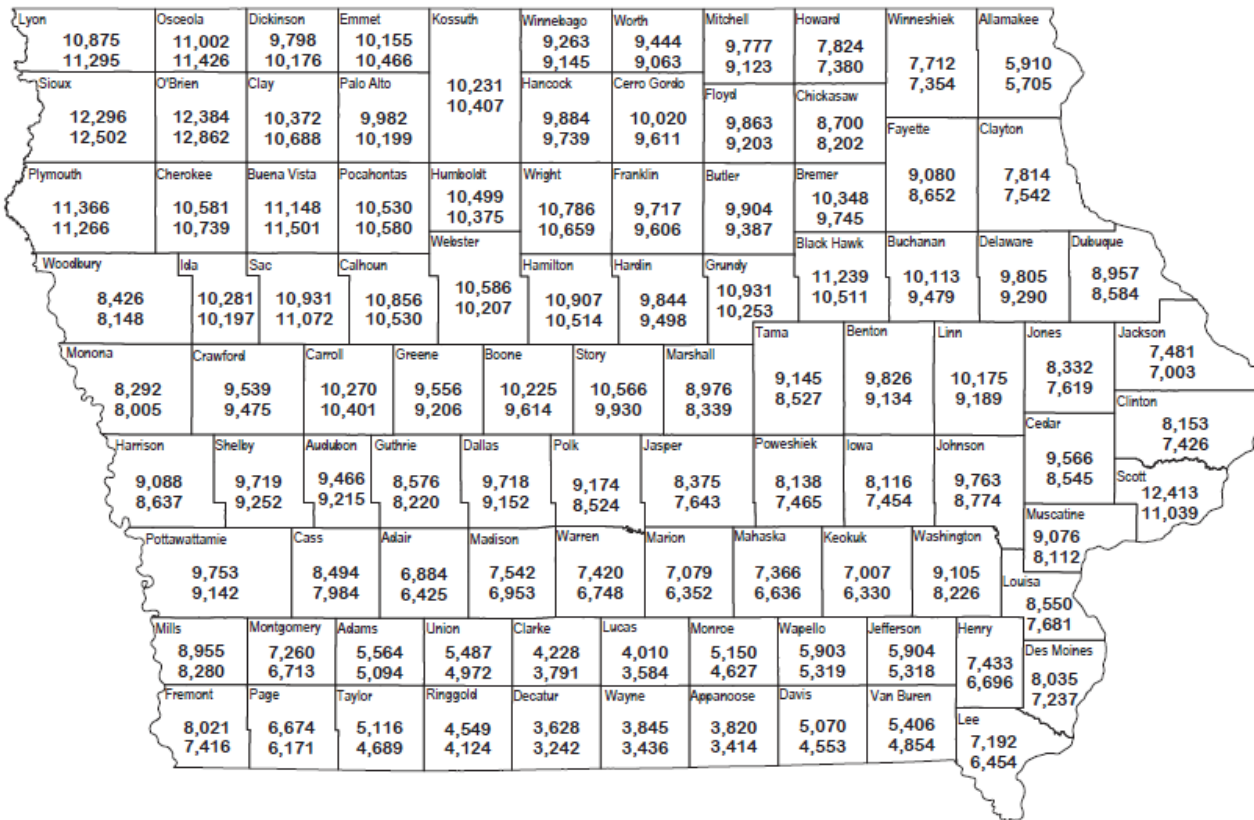 Lyon
10,875
11,295
Osceola
11,002
11,426
Dickinson
9,798
10,176
Emmet
10,155
10,466
Kossuth
10,231
10,407
Winnebago
9,263
9,145
Worth
9,444
9,063
Mitchell
9,777
9,123
Howard
7,824
7,380
Winneshiek
7,712
7,354
Allamakee
5,910
5,705
Sioux
12,296
12,502
O'Brien
12,384
12,862
Clay
10,372
10,688
Palo Alto
9,982
10,199
Hancock
9,884
9,739
Cerro Gordo
10,020
9,611
Floyd
9,863
9,203
Chickasaw
8,700
8,202
Fayette
9,080
8,652
Clayton
7,814
7,542
Plymouth
11,366
11,266
Cherokee
10,581
10,739
Buena Vista
11,148
11,501
Pocahontas
10,530
10,580
Humboldt
10,499
10,375
Wright
10,786
10,659
Franklin
9,717
9,606
Butler
9,904
9,387
Bremer
10,348
9,745
Woodbury
8,426
8,148
Ida
10,281
10,197
Sac
10,931
11,072
Calhoun
10,856
10,530
Webster
10,586
10,207
Hamilton
10,907
10,514
Hardin
9,844
9,498
Grundy
10,931
10,253
Black Hawk
11,239
10,511
Buchanan
10,113
9,479
Delaware
9,805
9,290
Dubuque
8,957
8,584
Monona
8,292
8,005
Crawford
9,539
9,475
Carroll
10,270
10,401
Greene
9,556
9,206
Boone
10,225
9,614
Story
10,566
9,930
Marshall
8,976
8,339
Tama
9,145
8,527
Benton
9,826
9,134
Linn
10,175
9,189
Jones
8,332
7,619
Jackson
7,481
7,003
Clinton
8,153
7,426
Cedar
9,566
8,545
Scott
12,413
11,039
Harrison
9,088
8,637
Shelby
9,719
9,252
Audubon
9,466
9,215
Guthrie
8,576
8,220
Dallas
9,718
9,152
Polk
9,174
8,524
Jasper
8,375
7,643
Poweshiek
8,138
7,465
Iowa
8,116
7,454
Johnson
9,763
8,774
Muscatine
9,076
8,112
Pottawattamie
9,753
9,142
Cass
8,494
7,984
Adair
6,884
6,425
Madison
7,542
6,953
Warren
7,420
6,748
Marion
7,079
6,352
Mahaska
7,366
6,636
Keokuk
7,007
6,330
Washington
9,105
8,226
Louisa
8,550
7,681
Mills
8,955
8,280
Montgomery
7,260
6,713
Adams
5,564
5,094
Union
5,487
4,972
Clarke
4,228
3,791
Lucas
4,010
3,584
Monroe
5,150
4,627
Wapello
5,903
5,319
Jefferson
5,904
5,318
Henry
7,433
6,696
Des Moines
8,035
7,237
Fremont
8,021
7,416
Page
6,674
6,171
Taylor
5,116
4,689
Ringgold
4,549
4,124
Decatur
3,628
3,242
Wayne
3,845
3,436
Appanoose
3,820
3,414
Davis
5,070
4,553
Van Buren
5,406
4,854
Lee
7,192
6,454